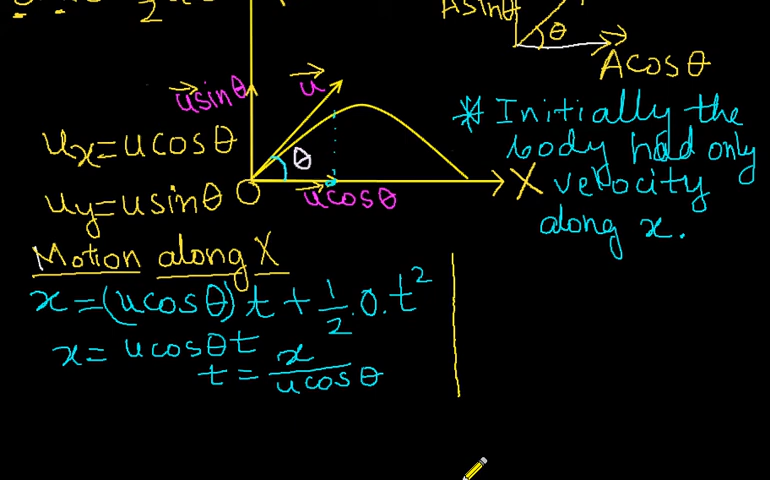 2
Asinθ
θ
Acosθ
usinθ
u
θ
ux=ucosθ
uy=usinθ
O
ucosθ
X
* Initially the
body had only
velocity
along x.
Motion along X
x=(ucosθ)t+1/2.0.t²
x=ucosθt
t=x/ucosθ